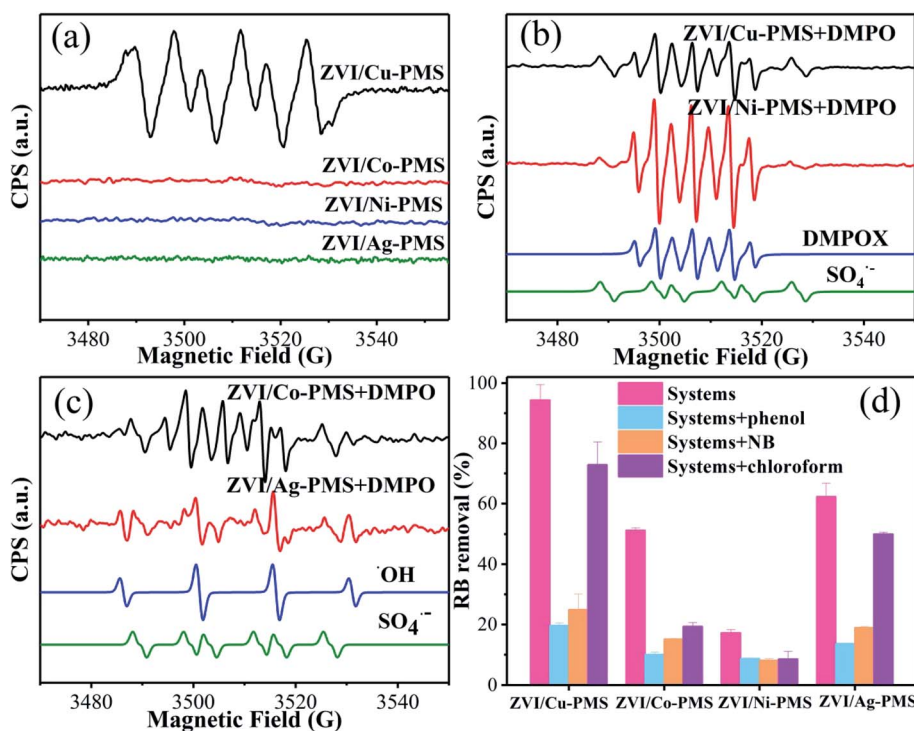 (a)
ZVI/Cu-PMS
ZVI/Co-PMS
ZVI/Ni-PMS
ZVI/Ag-PMS
CPS (a.u.)
3480 3500 3520 3540
Magnetic Field (G)
(b)
ZVI/Cu-PMS+DMPO
ZVI/Ni-PMS+DMPO
DMPOX
SO₄·⁻
CPS (a.u.)
3480 3500 3520 3540
Magnetic Field (G)
(c)
ZVI/Co-PMS+DMPO
ZVI/Ag-PMS+DMPO
·OH
SO₄·⁻
CPS (a.u.)
3480 3500 3520 3540
Magnetic Field (G)
(d)
Systems
Systems+phenol
Systems+NB
Systems+chloroform
RB removal (%)
100
80
60
40
20
0
ZVI/Cu-PMS ZVI/Co-PMS ZVI/Ni-PMS ZVI/Ag-PMS